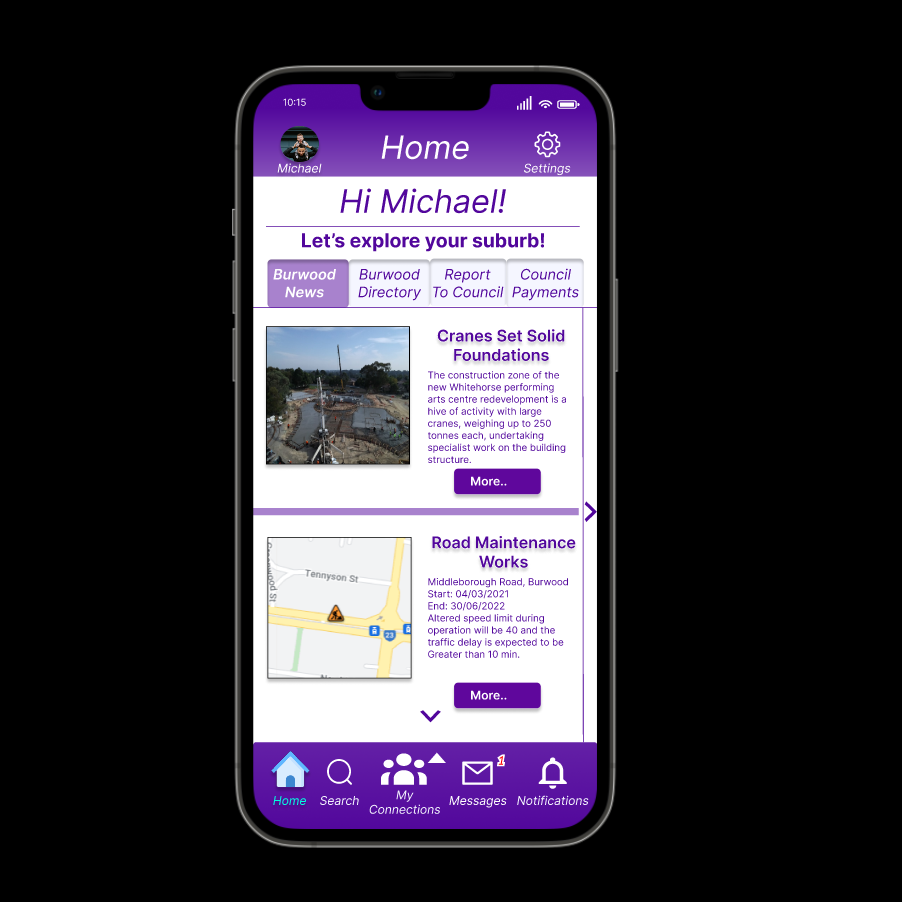 10:15
Home
Michael
Settings
Hi Michael!
Let's explore your suburb!
Burwood
News
Burwood
Directory
Report
To Council
Council
Payments
Cranes Set Solid
Foundations
The construction zone of the
new Whitehorse performing
arts centre redevelopment is a
hive of activity with large
cranes, weighing up to 250
tonnes each, undertaking
specialist work on the building
structure.
More..
Tennyson St
23
Road Maintenance
Works
Middleborough Road, Burwood
Start: 04/03/2021
End: 30/06/2022
Altered speed limit during
operation will be 40 and the
traffic delay is expected to be
Greater than 10 min.
More..
1
Home
Search
My
Connections
Messages
Notifications